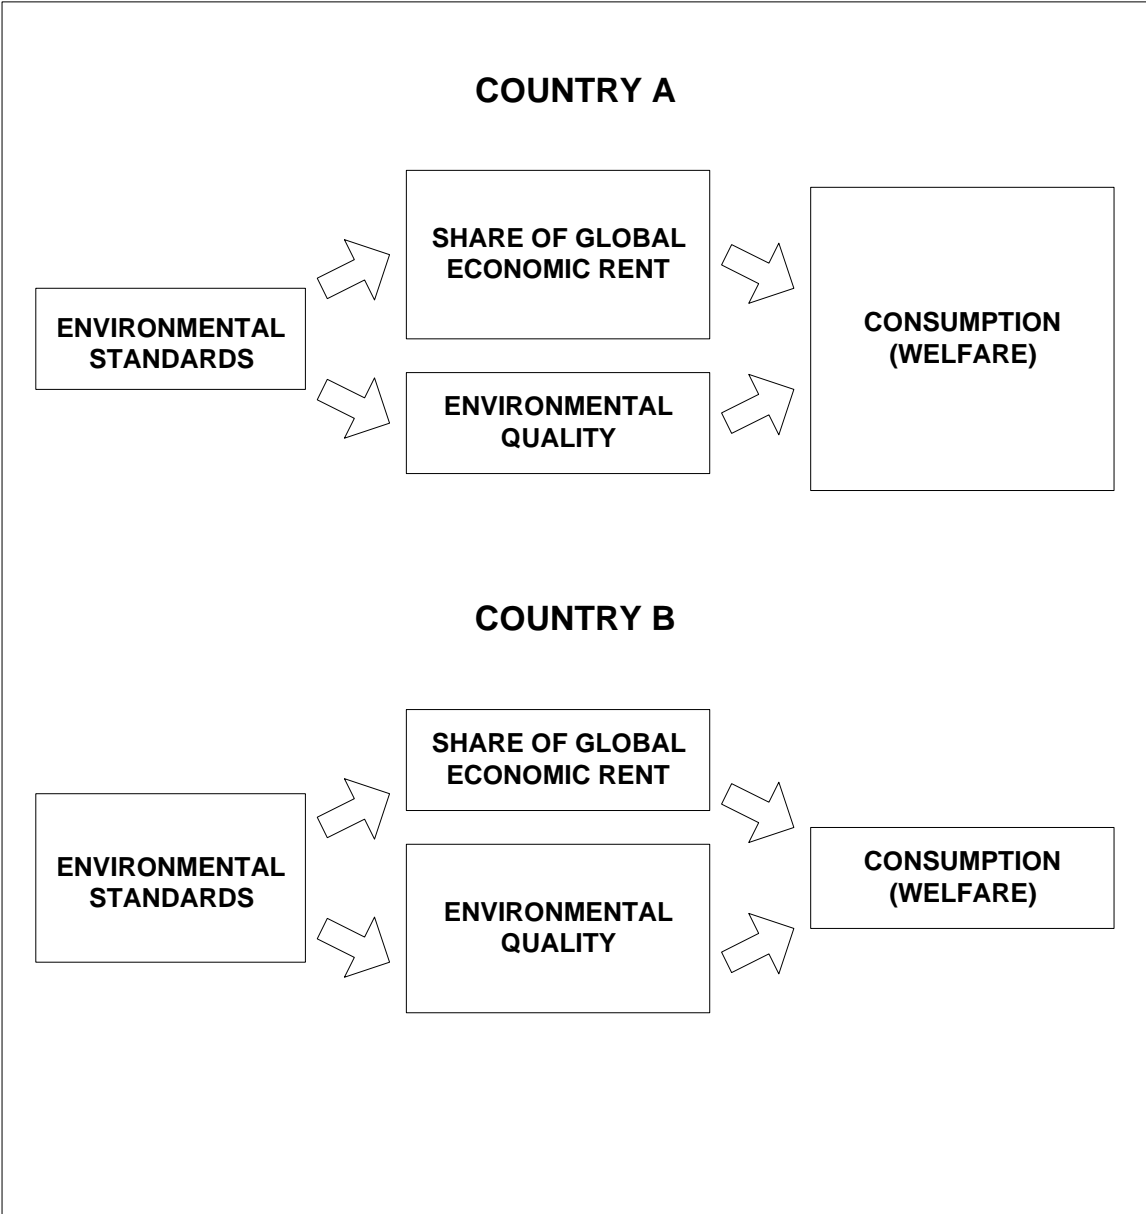 COUNTRY A
SHARE OF GLOBAL
ECONOMIC RENT
ENVIRONMENTAL
STANDARDS
CONSUMPTION
(WELFARE)
ENVIRONMENTAL
QUALITY
COUNTRY B
SHARE OF GLOBAL
ECONOMIC RENT
ENVIRONMENTAL
STANDARDS
CONSUMPTION
(WELFARE)
ENVIRONMENTAL
QUALITY